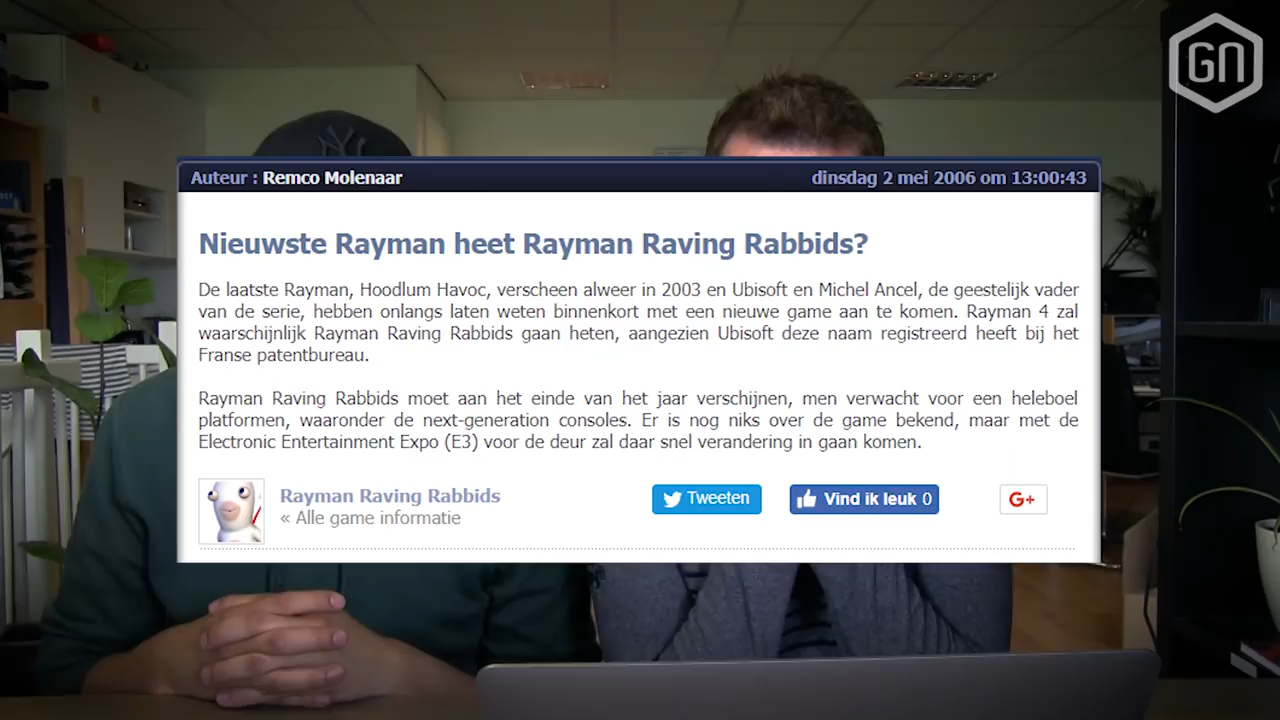 GN
NY
Auteur : Remco Molenaar
dinsdag 2 mei 2006 om 13:00:43
Nieuwste Rayman heet Rayman Raving Rabbids?
De laatste Rayman, Hoodlum Havoc, verscheen alweer in 2003 en Ubisoft en Michel Ancel, de geestelijk vader
van de serie, hebben onlangs laten weten binnenkort met een nieuwe game aan te komen. Rayman 4 zal
waarschijnlijk Rayman Raving Rabbids gaan heten, aangezien Ubisoft deze naam registreerd heeft bij het
Franse patentbureau.
Rayman Raving Rabbids moet aan het einde van het jaar verschijnen, men verwacht voor een heleboel
platformen, waaronder de next-generation consoles. Er is nog niks over de game bekend, maar met de
Electronic Entertainment Expo (E3) voor de deur zal daar snel verandering in gaan komen.
Rayman Raving Rabbids
« Alle game informatie
Tweeten
Vind ik leuk 0
G+